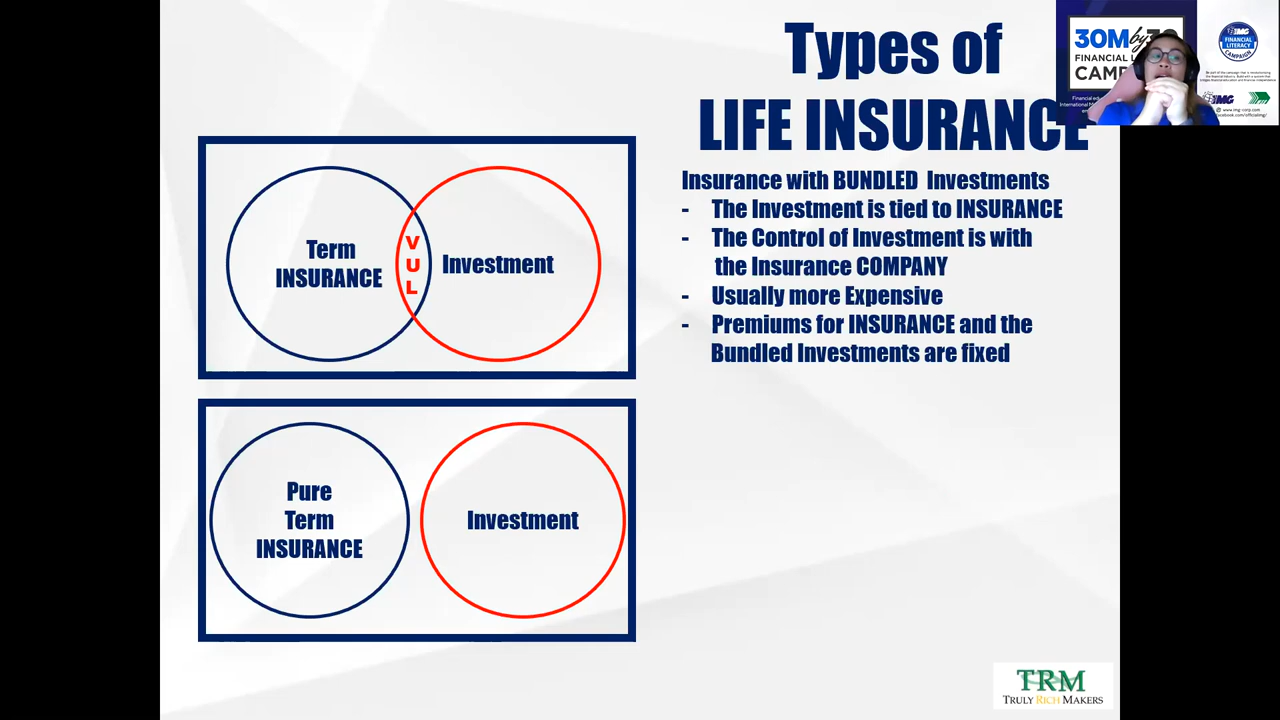 Types of
LIFE INSURANCE
Insurance with BUNDLED Investments
- The Investment is tied to INSURANCE
- The Control of Investment is with
the Insurance COMPANY
- Usually more Expensive
- Premiums for INSURANCE and the
Bundled Investments are fixed
Term
INSURANCE
V
U
L
Investment
Pure
Term
INSURANCE
Investment
30M by
FINANCIAL
CAMP
IMG
FINANCIAL
LITERACY
CAMPAIGN
IMG
TRM
TRULY RICH MAKERS